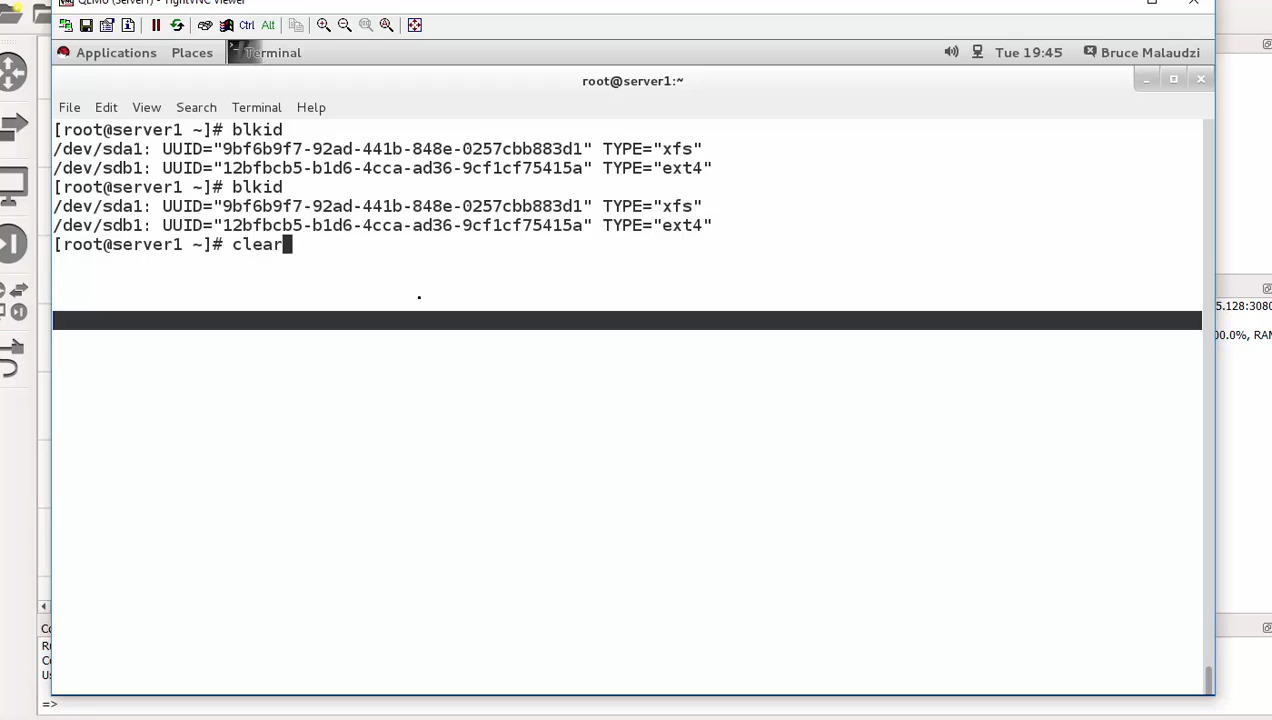 QEMU (Server1) - TightVNC Viewer
Ctrl Alt
Applications Places Terminal Tue 19:45 Bruce Malaudzi
root@server1:~
File Edit View Search Terminal Help
[root@server1 ~]# blkid
/dev/sda1: UUID="9bf6b9f7-92ad-441b-848e-0257cbb883d1" TYPE="xfs"
/dev/sdb1: UUID="12bfbcb5-b1d6-4cca-ad36-9cf1cf75415a" TYPE="ext4"
[root@server1 ~]# blkid
/dev/sda1: UUID="9bf6b9f7-92ad-441b-848e-0257cbb883d1" TYPE="xfs"
/dev/sdb1: UUID="12bfbcb5-b1d6-4cca-ad36-9cf1cf75415a" TYPE="ext4"
[root@server1 ~]# clear
5.128:3080
00.0%, RAM
=>